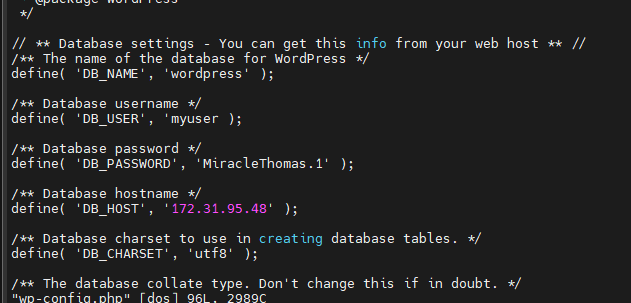 @package WordPress
*/
// ** Database settings - You can get this info from your web host ** //
/** The name of the database for WordPress */
define( 'DB_NAME', 'wordpress' );
/** Database username */
define( 'DB_USER', 'myuser );
/** Database password */
define( 'DB_PASSWORD', 'MiracleThomas.1' );
/** Database hostname */
define( 'DB_HOST', '172.31.95.48' );
/** Database charset to use in creating database tables. */
define( 'DB_CHARSET', 'utf8' );
/** The database collate type. Don't change this if in doubt. */
"wp-config.php" [dos] 96L, 2989C